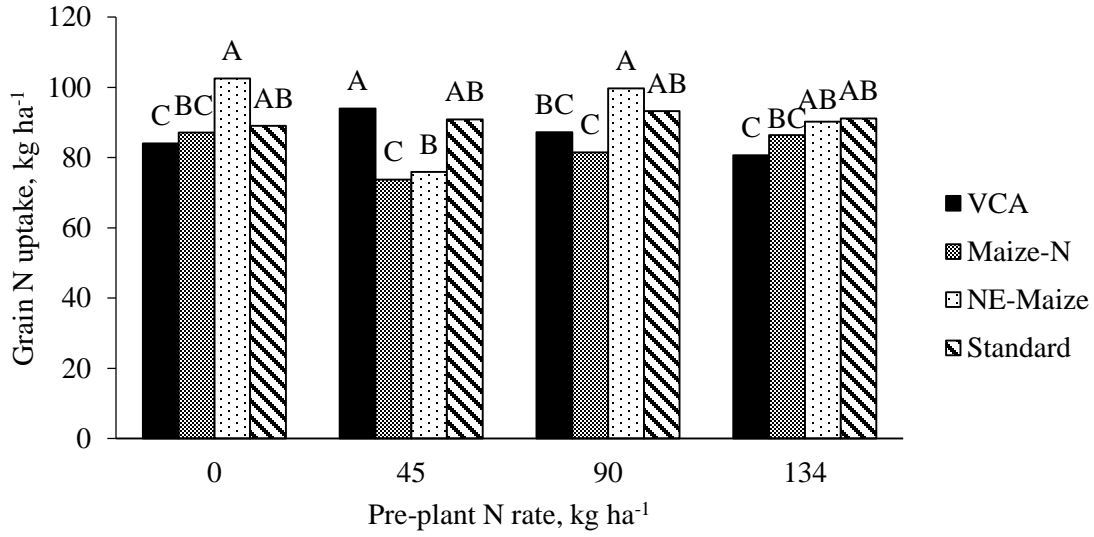 120
100
80
60
40
20
0
Grain N uptake, kg ha⁻¹
C BC A AB
A C B AB
BC C A AB
C BC AB AB
0 45 90 134
Pre-plant N rate, kg ha⁻¹
VCA
Maize-N
NE-Maize
Standard